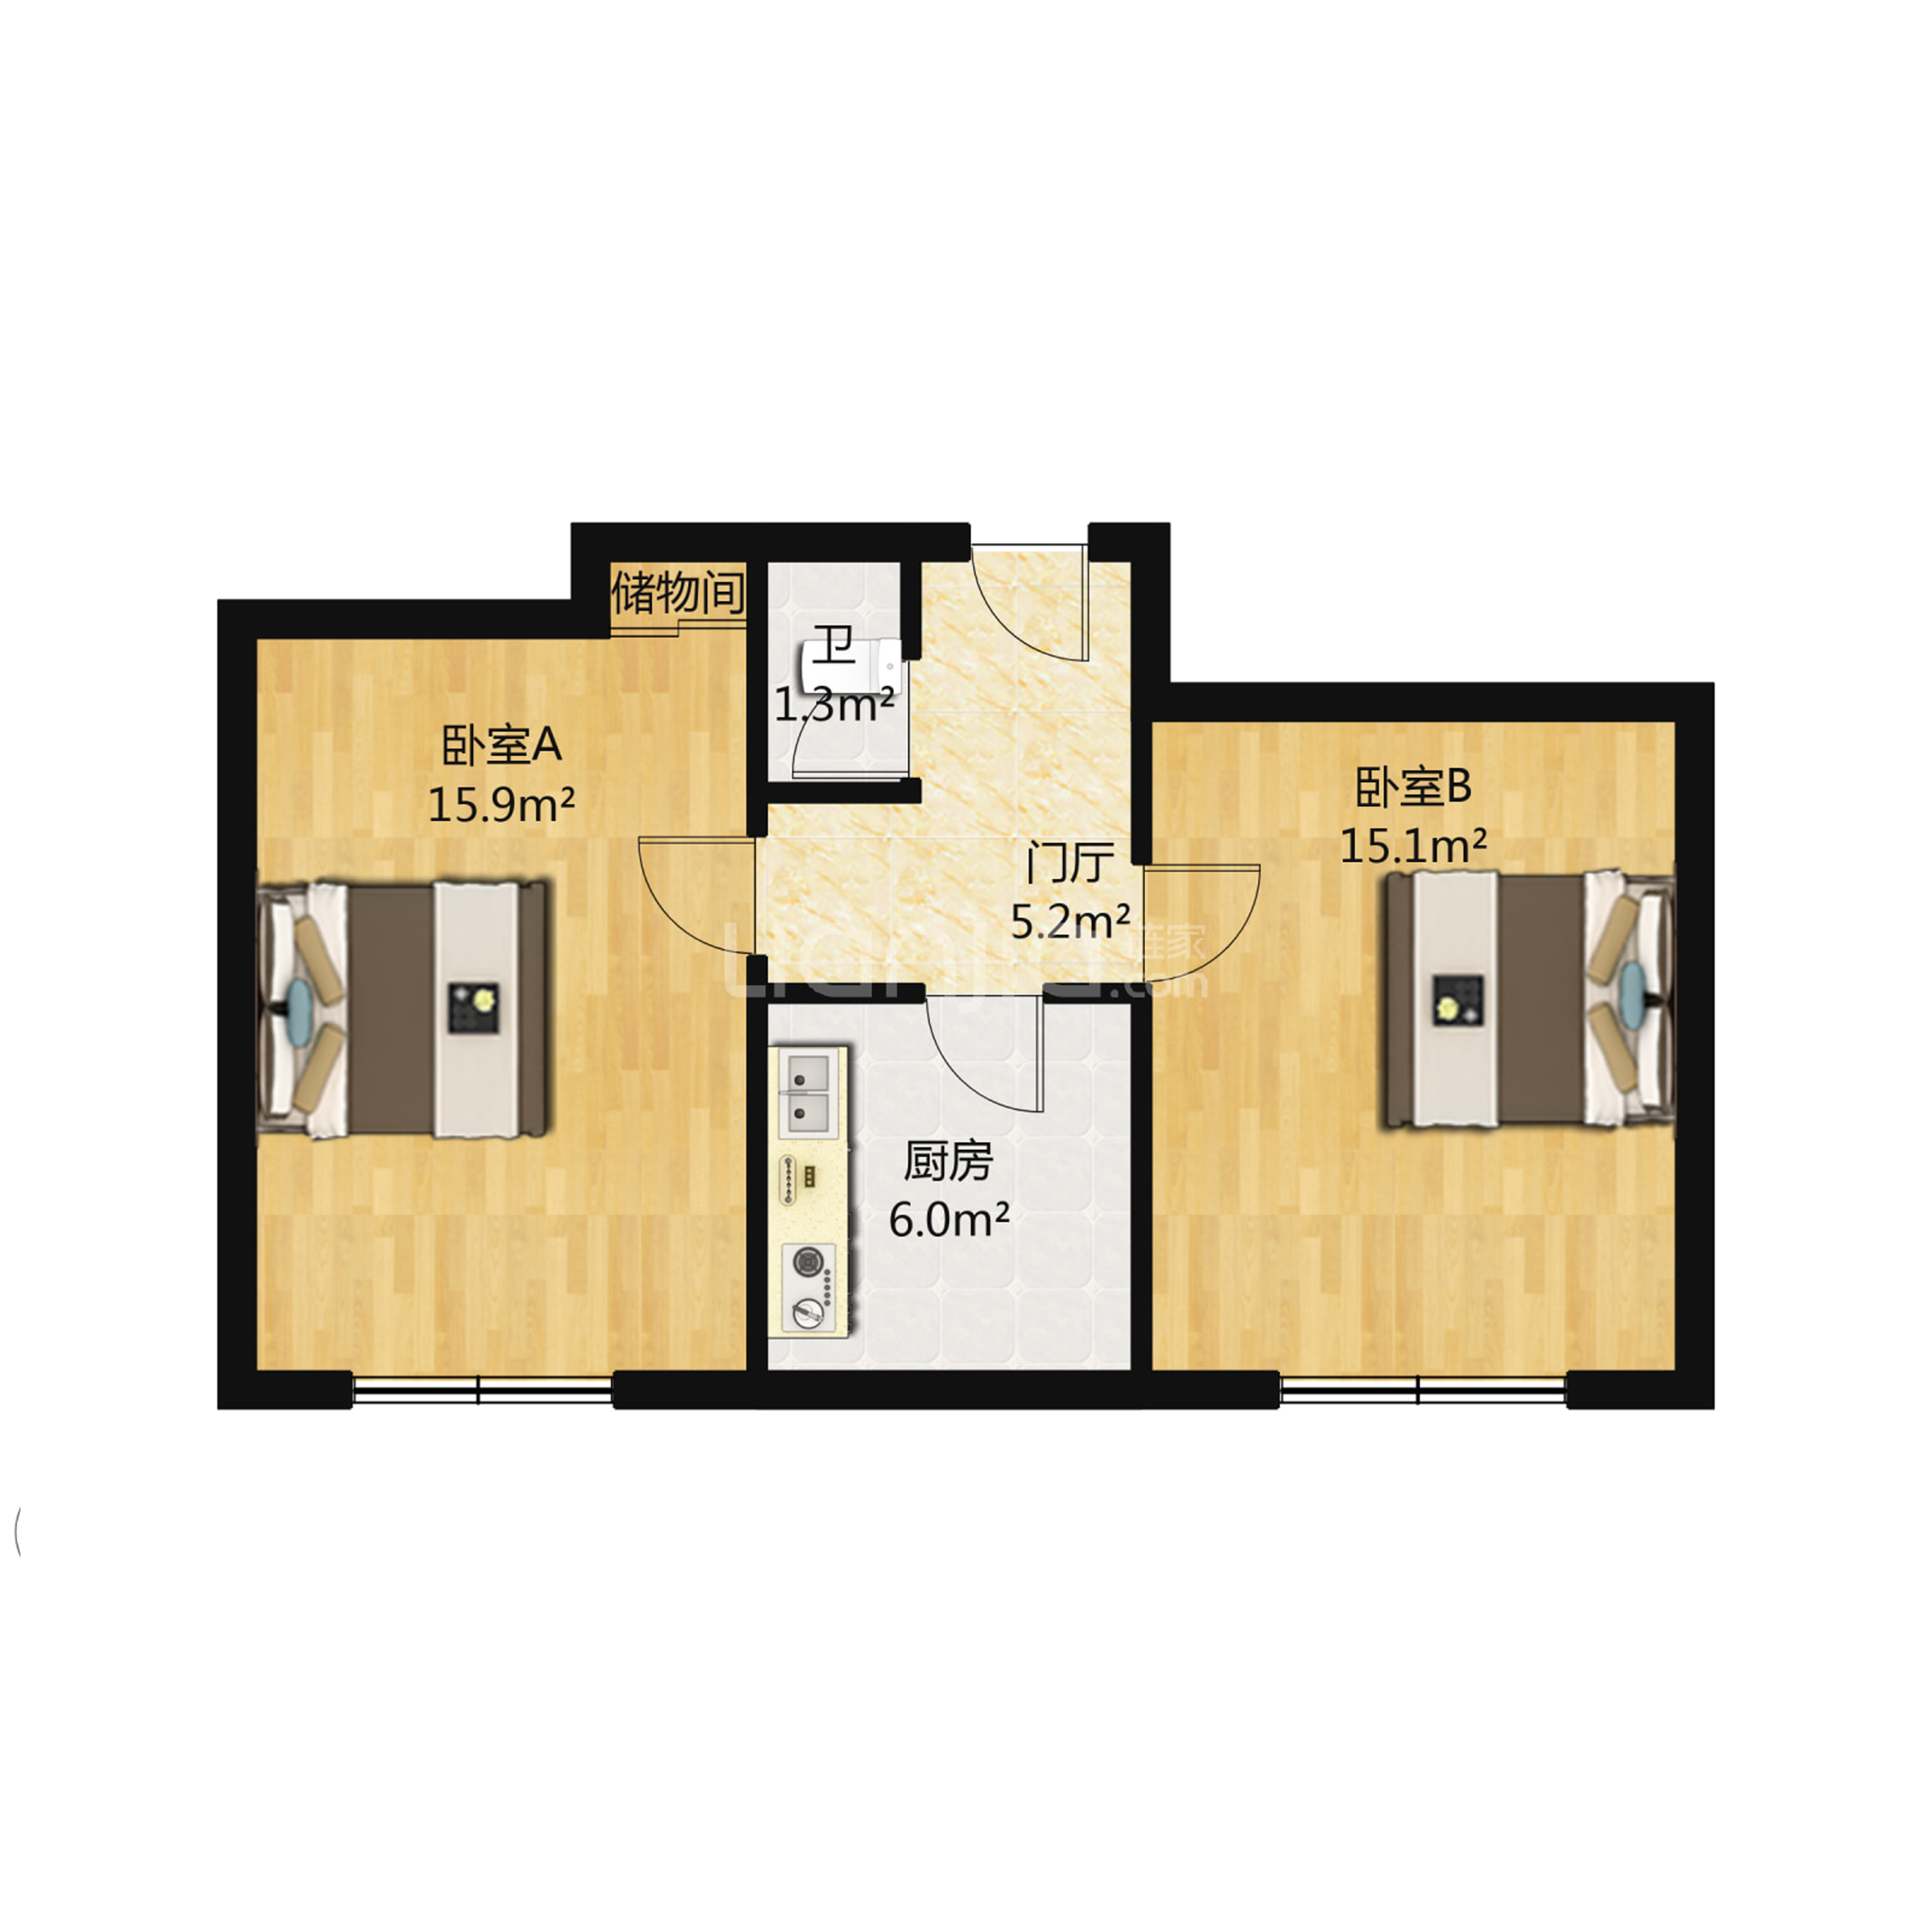 储物间
卫
1.3m²
卧室A
15.9m²
卧室B
15.1m²
门厅
5.2m²
Lianjia.com
链家
厨房
6.0m²